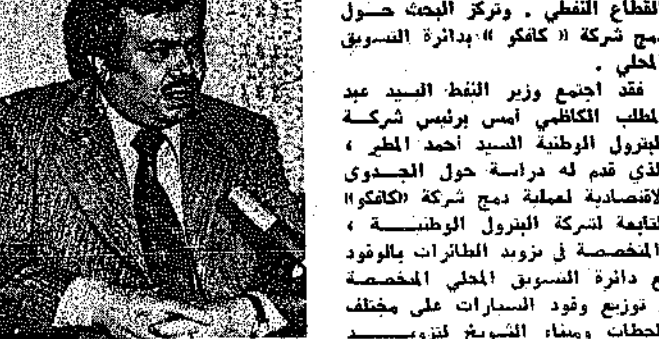 القطاع النفطي . وتركز البحث حول
دمج شركة « كافكو » بدائرة التسويق
المحلي .
فقد اجتمع وزير النفط السيد عبد
المطلب الكاظمي أمس برئيس شركة
البترول الوطنية السيد أحمد المطير ،
الذي قدم له دراسة حول الجدوى
الاقتصادية لعملية دمج شركة «كافكو»
التابعة لشركة البترول الوطنية ،
المتخصصة في تزويد الطائرات بالوقود
مع دائرة التسويق المحلي المتخصصة
توزيع وقود السيارات على مختلف
المحطات وميناء الشويخ لتزويد